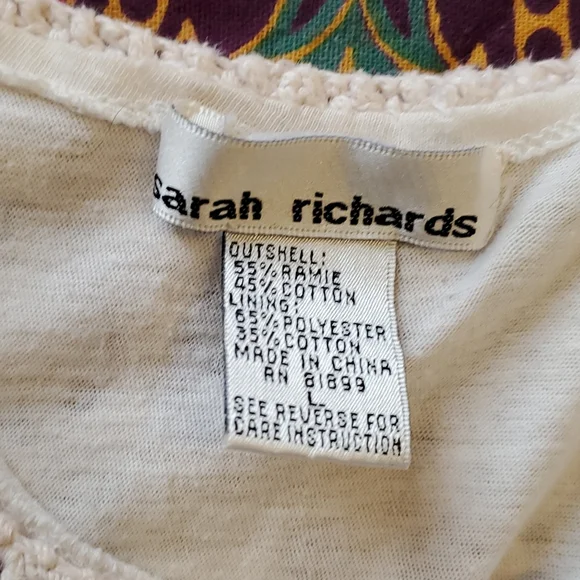 sarah richards
OUTSHELL:
55% RAMIE
45% COTTON
LINING:
65% POLYESTER
35% COTTON
MADE IN CHINA
RN 81899
L
SEE REVERSE FOR
CARE INSTRUCTION